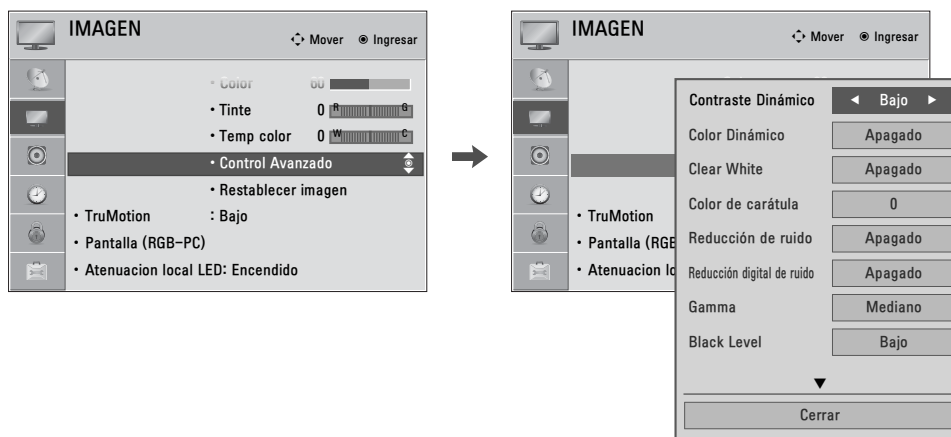 IMAGEN
Mover
Ingresar
• Color 60
• Tinte 0 R G
• Temp color 0 W C
• Control Avanzado
• Restablecer imagen
• TruMotion : Bajo
• Pantalla (RGB-PC)
• Atenuacion local LED: Encendido
IMAGEN
Mover
Ingresar
• TruMotion
• Pantalla (RGB
• Atenuacion lo
Contraste Dinámico ◀ Bajo ▶
Color Dinámico Apagado
Clear White Apagado
Color de carátula 0
Reducción de ruido Apagado
Reducción digital de ruido Apagado
Gamma Mediano
Black Level Bajo
▼
Cerrar